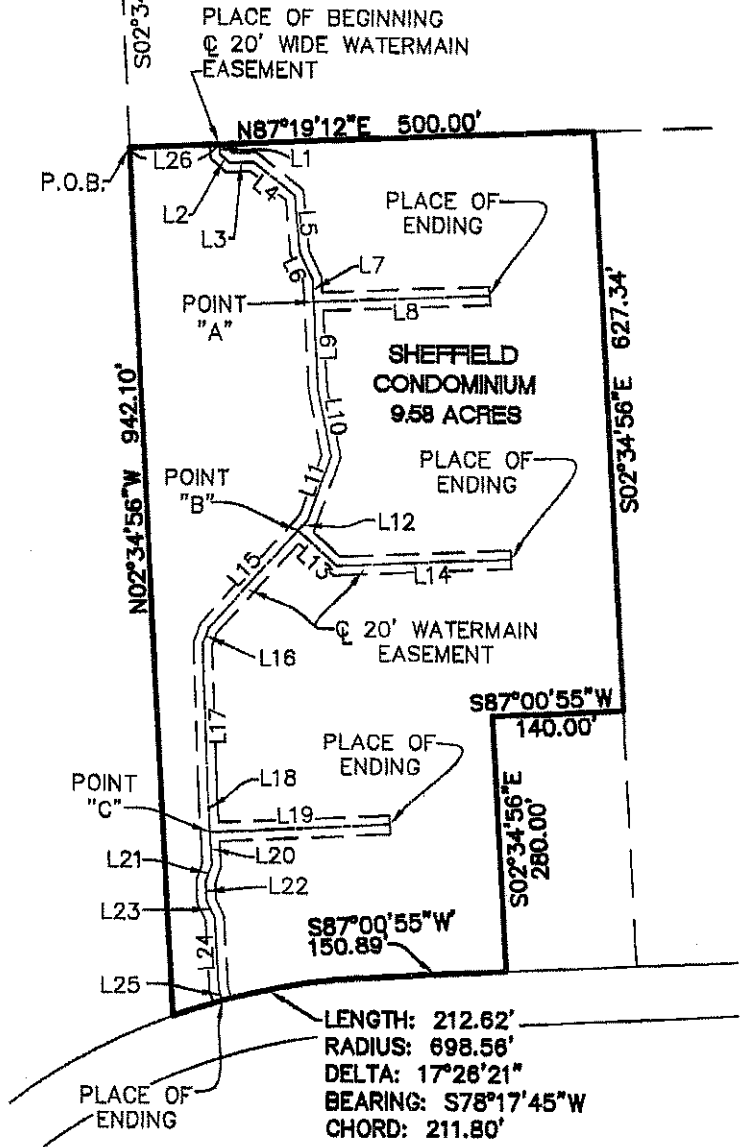 S02°34'
PLACE OF BEGINNING
℄ 20' WIDE WATERMAIN
EASEMENT
N87°19'12"E 500.00'
P.O.B.
L26
L1
L2
L3
L4
L5
PLACE OF
ENDING
L6
L7
POINT
"A"
L8
L9
SHEFFIELD
CONDOMINIUM
9.58 ACRES
S02°34'56"E 627.34'
N02°34'56"W 942.10'
L10
PLACE OF
ENDING
L11
POINT
"B"
L12
L13
L14
L15
℄ 20' WATERMAIN
EASEMENT
L16
S87°00'55"W
140.00'
L17
PLACE OF
ENDING
L18
POINT
"C"
L19
S02°34'56"E
280.00'
L20
L21
L22
L23
S87°00'55"W
150.89'
L24
L25
LENGTH: 212.62'
RADIUS: 698.56'
DELTA: 17°26'21"
BEARING: S78°17'45"W
CHORD: 211.80'
PLACE OF
ENDING